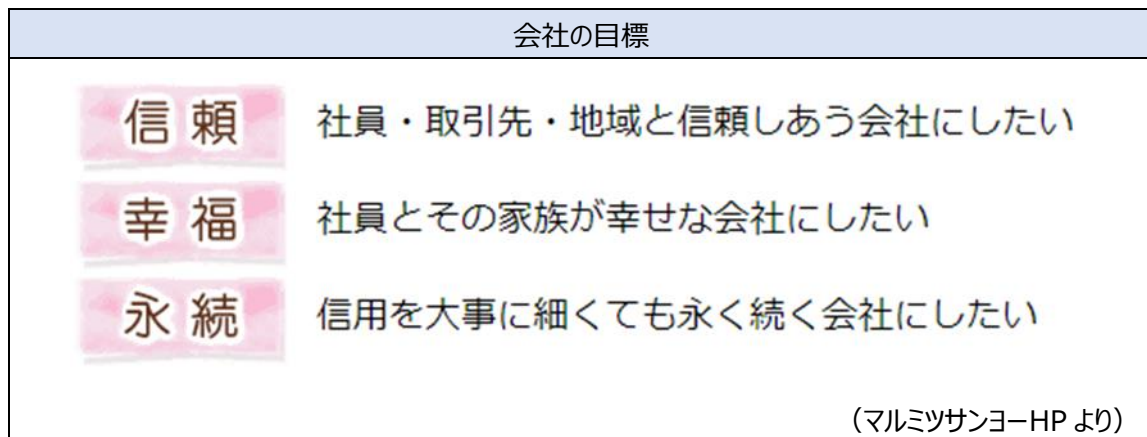 会社の目標
信頼 社員・取引先・地域と信頼しあう会社にしたい
幸福 社員とその家族が幸せな会社にしたい
永続 信用を大事に細くても永く続く会社にしたい
（マルミツサンヨーHP より）